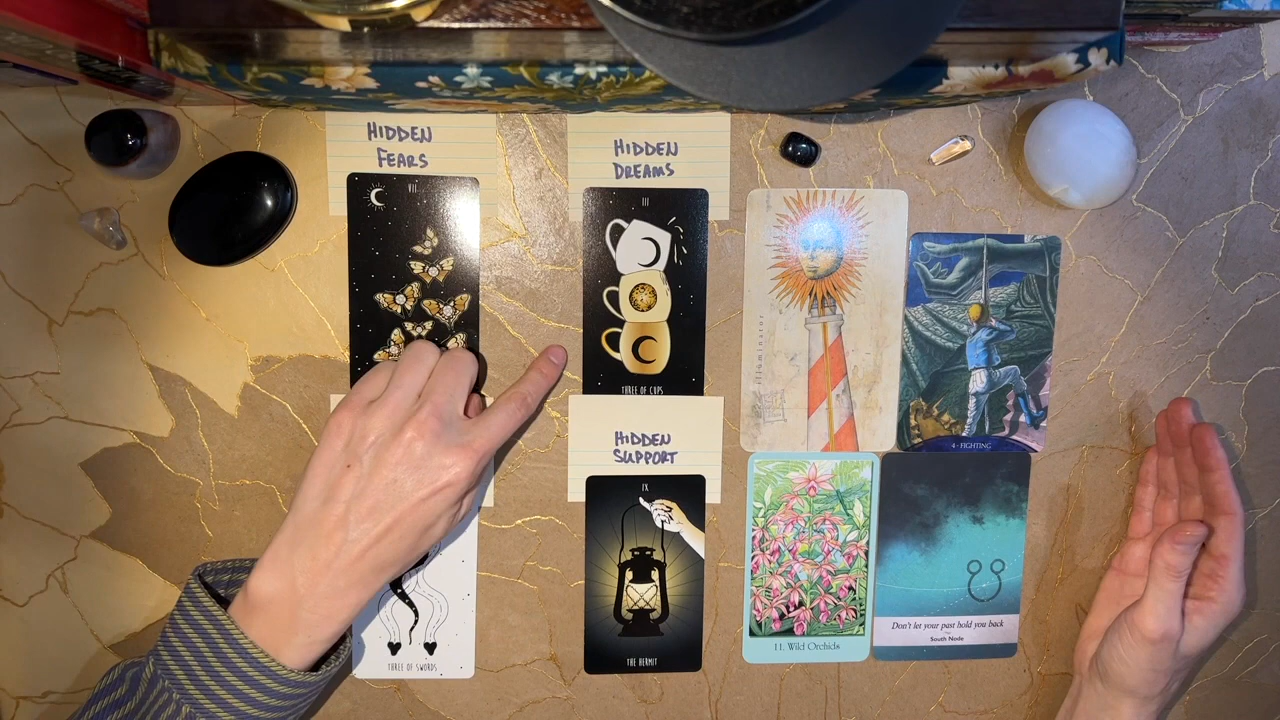 HIDDEN
FEARS
VII
HIDDEN
DREAMS
III
THREE OF CUPS
illuminatus
4 - FIGHTING
HIDDEN
SUPPORT
IX
THE HERMIT
THREE OF SWORDS
11. Wild Orchids
Don't let your past hold you back
South Node